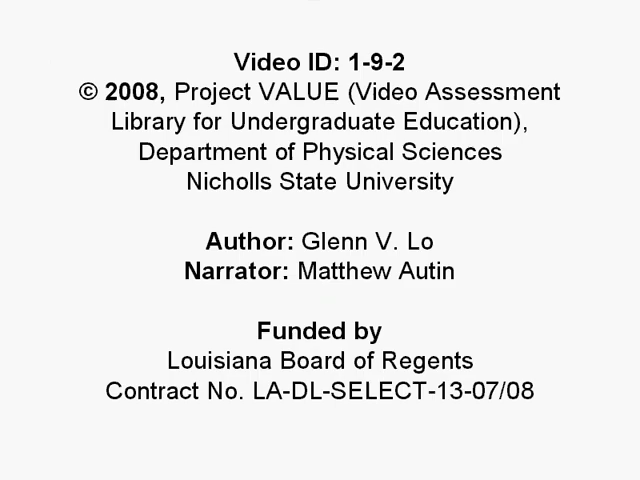 Video ID: 1-9-2
© 2008, Project VALUE (Video Assessment
Library for Undergraduate Education),
Department of Physical Sciences
Nicholls State University
Author: Glenn V. Lo
Narrator: Matthew Autin
Funded by
Louisiana Board of Regents
Contract No. LA-DL-SELECT-13-07/08